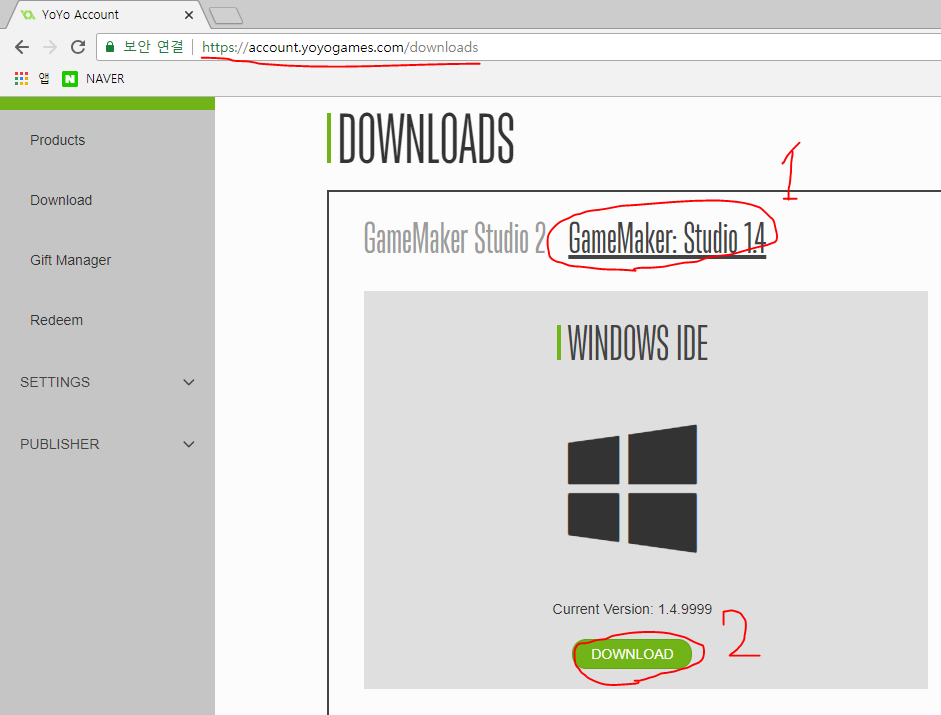 YoYo Account
보안 연결 https://account.yoyogames.com/downloads
앱 NAVER
Products
Download
Gift Manager
Redeem
SETTINGS
PUBLISHER
DOWNLOADS
1
GameMaker Studio 2 GameMaker: Studio 1.4
WINDOWS IDE
Current Version: 1.4.9999
2
DOWNLOAD